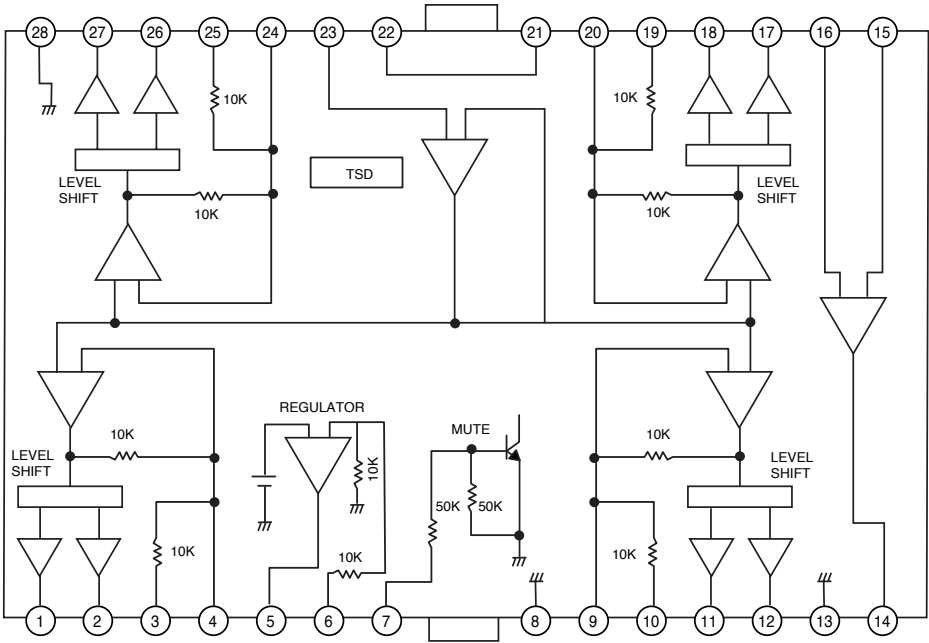 28 27 26 25 24 23 22 21 20 19 18 17 16 15
10K
10K
TSD
LEVEL
SHIFT
LEVEL
SHIFT
10K
10K
REGULATOR
MUTE
10K
10K
LEVEL
SHIFT
LEVEL
SHIFT
10K
50K
50K
10K
10K
10K
1 2 3 4 5 6 7 8 9 10 11 12 13 14